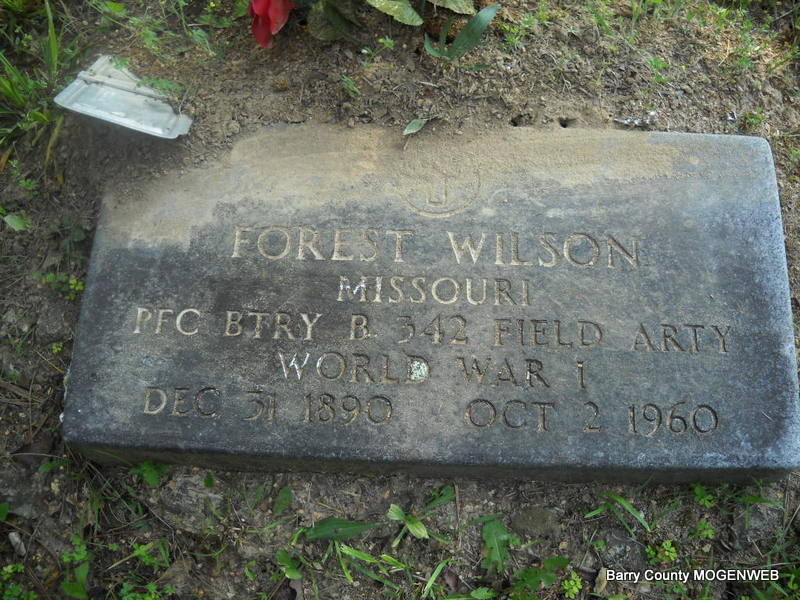 FOREST WILSON
MISSOURI
PFC BTRY B 342 FIELD ARTY
WORLD WAR I
DEC 31 1890 OCT 2 1960
Barry County MOGENWEB